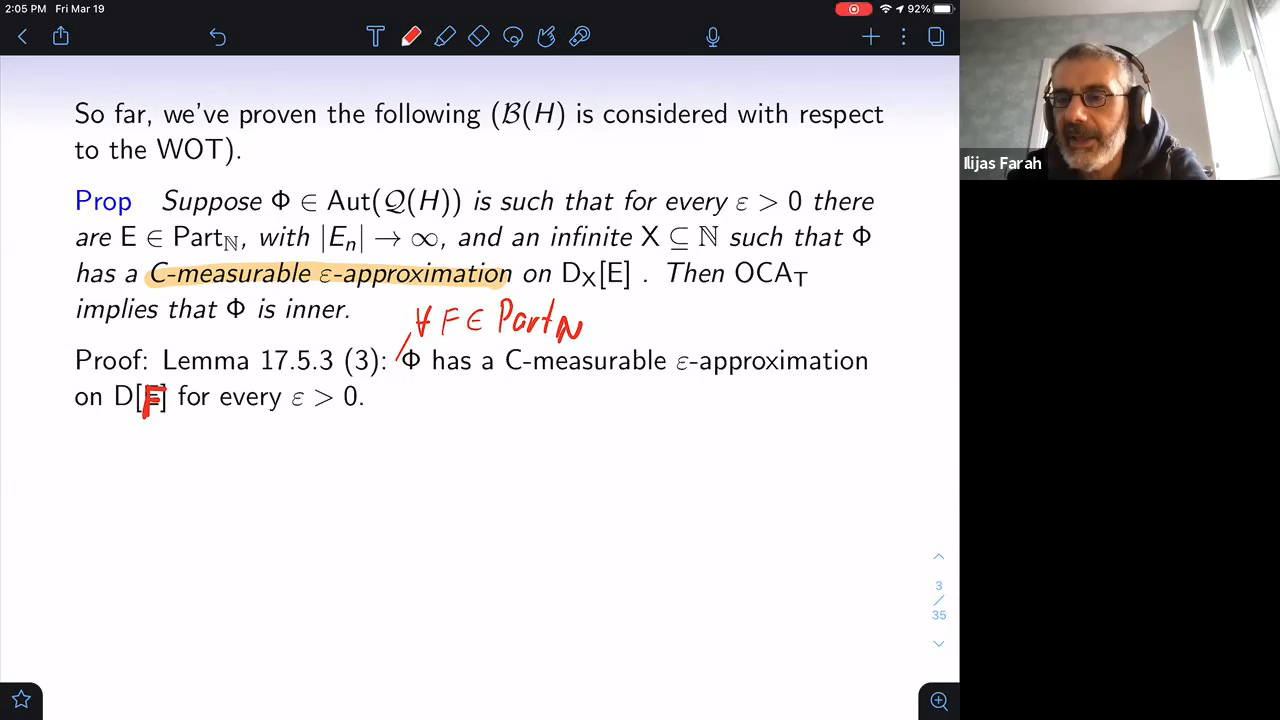 2:05 PM Fri Mar 19
92%
So far, we've proven the following (ℬ(H) is considered with respect
to the WOT).
Prop Suppose Φ ∈ Aut(𝒬(H)) is such that for every ε > 0 there
are E ∈ Part_ℕ, with |E_n| → ∞, and an infinite X ⊆ ℕ such that Φ
has a C-measurable ε-approximation on D_X[E] . Then OCA_T
implies that Φ is inner.
∀ F ∈ Part_ℕ
Proof: Lemma 17.5.3 (3): Φ has a C-measurable ε-approximation
on D[F] for every ε > 0.
3
/
35
Ilijas Farah